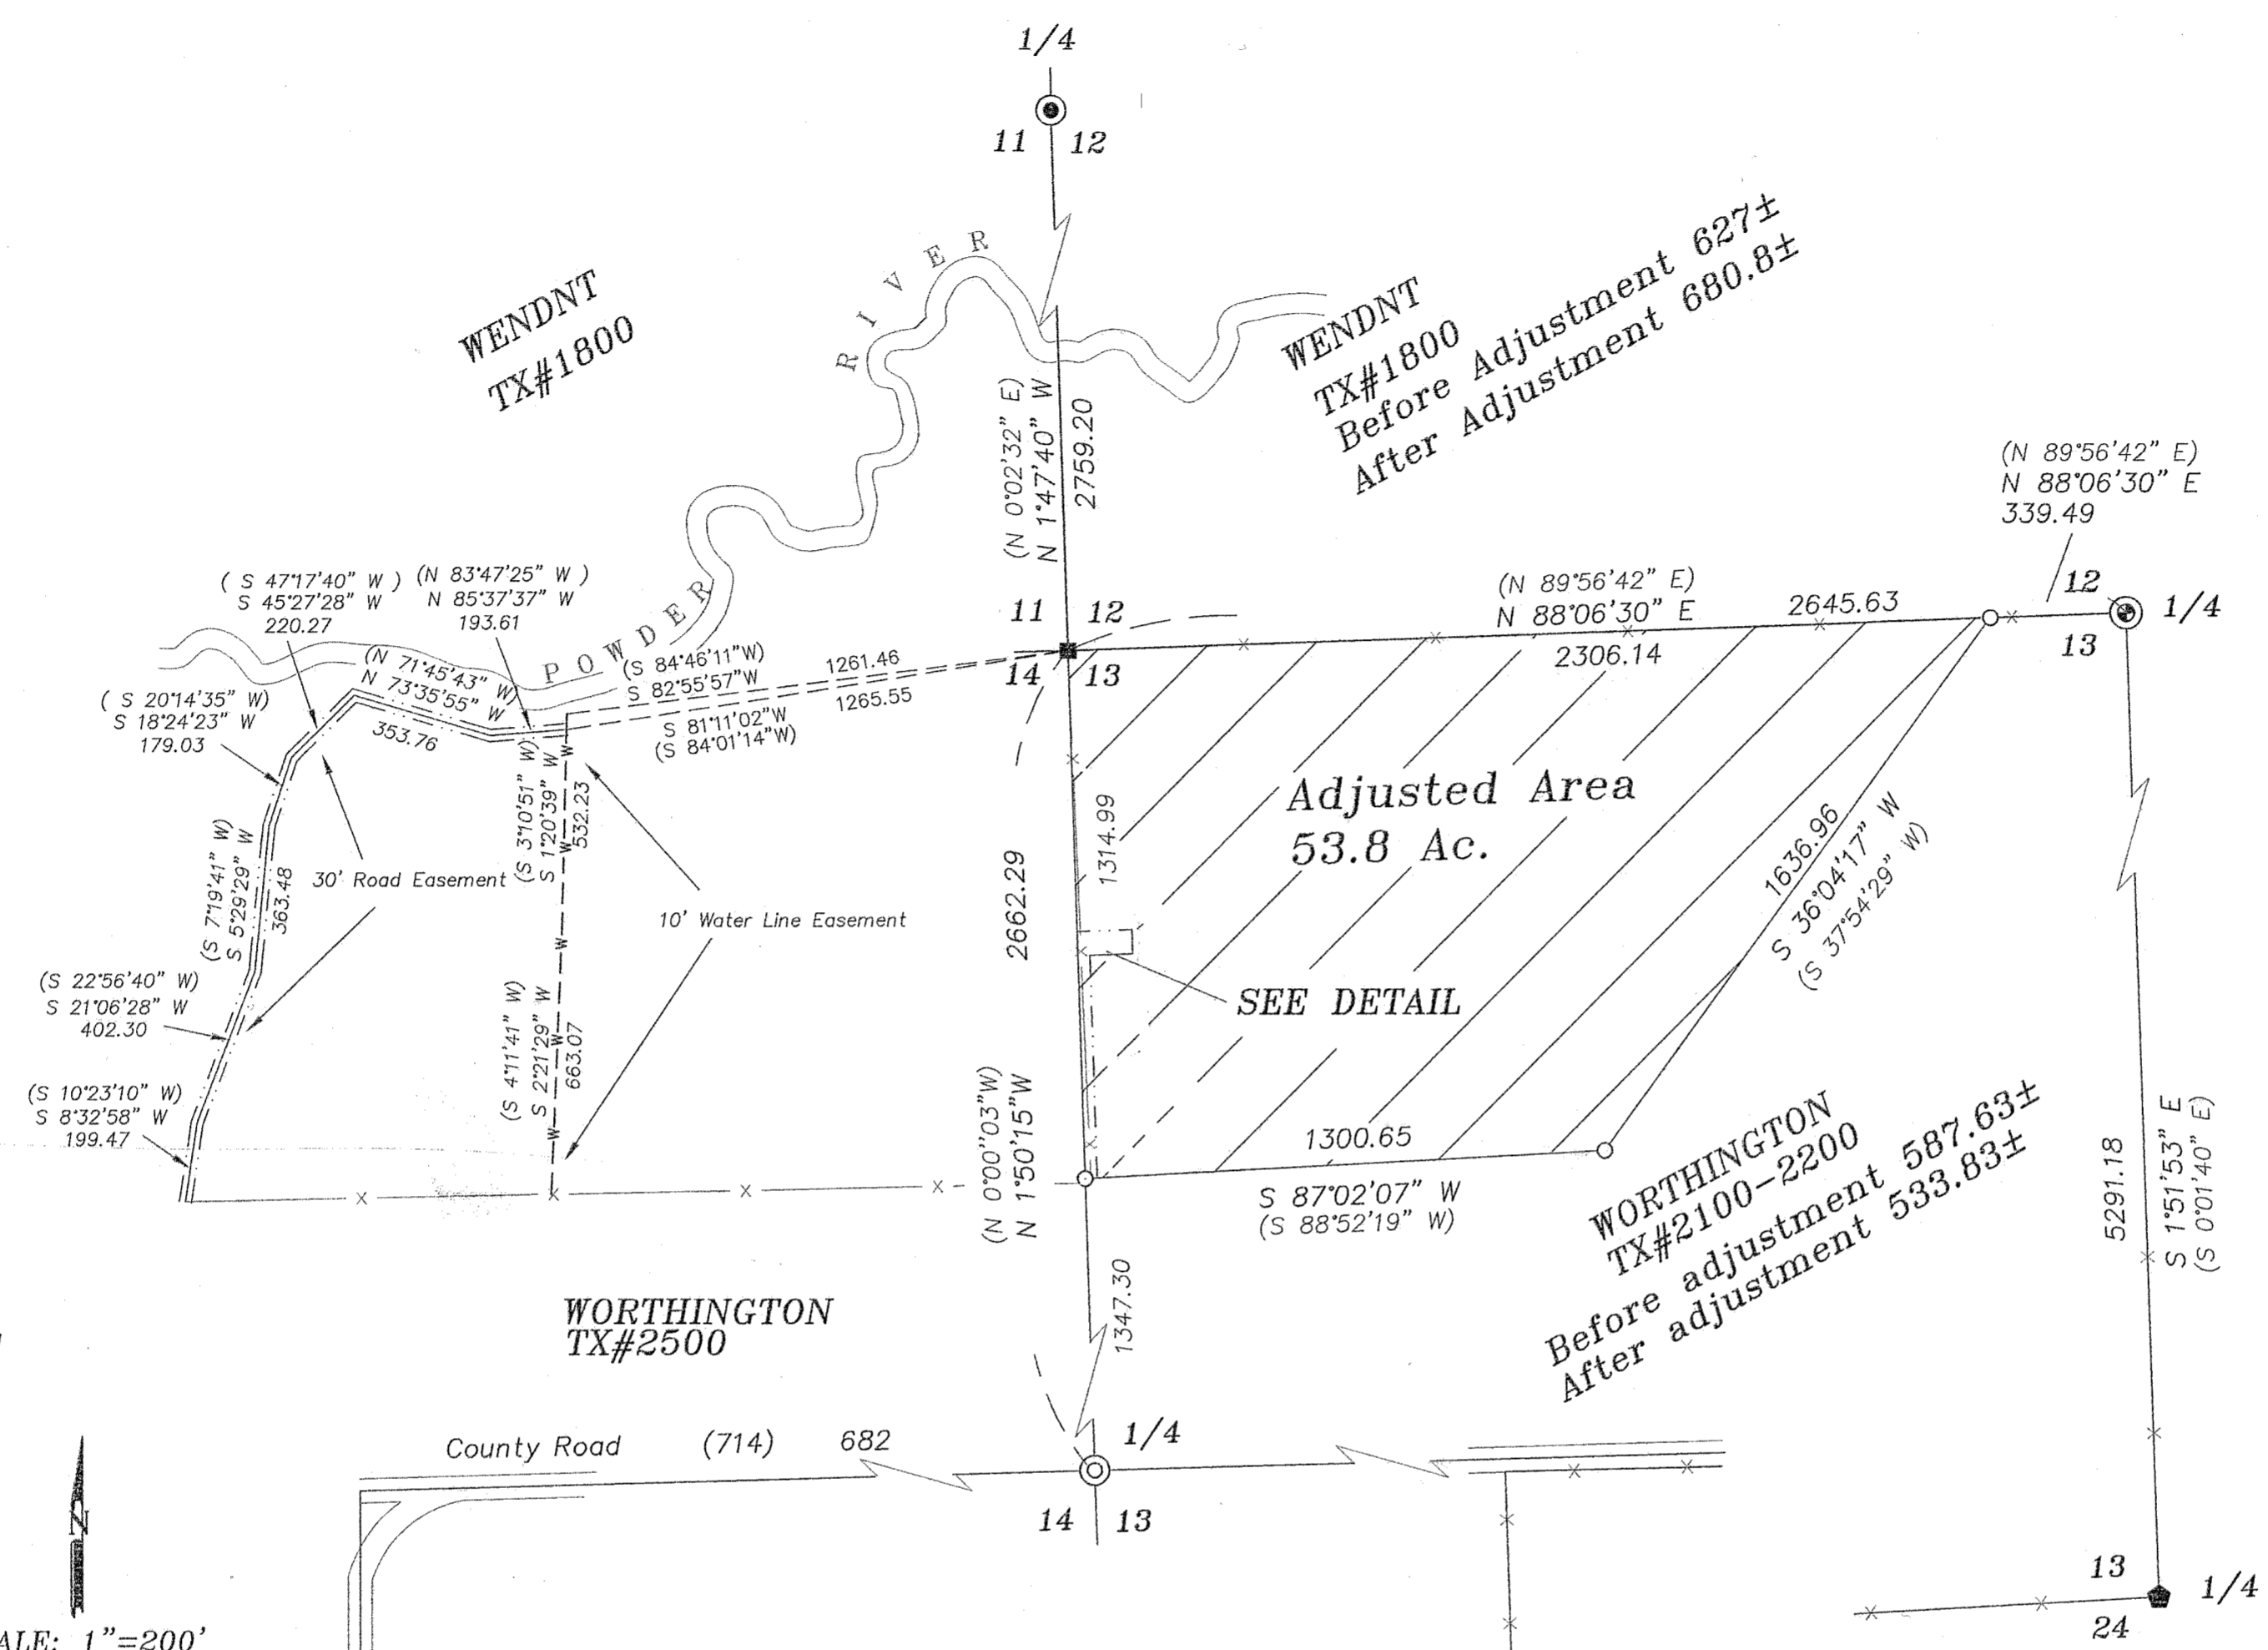 1/4
11 12
WENDNT
TX#1800
RIVER
POWDER
WENDNT
TX#1800
Before Adjustment 627±
After Adjustment 680.8±
(N 0°02'32" E)
N 1°47'40" W
2759.20
(N 89°56'42" E)
N 88°06'30" E
339.49
12
1/4
13
(N 89°56'42" E)
N 88°06'30" E
2645.63
2306.14
11 12
14 13
( S 47°17'40" W )
S 45°27'28" W
220.27
(N 83°47'25" W )
N 85°37'37" W
193.61
(N 71°45'43" W)
N 73°35'55" W
353.76
(S 84°46'11"W)
S 82°55'57"W
1261.46
1265.55
S 81°11'02"W
(S 84°01'14"W)
( S 20°14'35" W)
S 18°24'23" W
179.03
(S 7°19'41" W)
S 5°29'29" W
363.48
30' Road Easement
(S 3°10'51" W)
S 1°20'39" W
532.23
10' Water Line Easement
(S 22°56'40" W)
S 21°06'28" W
402.30
(S 4°11'41" W)
S 2°21'29" W
663.07
(S 10°23'10" W)
S 8°32'58" W
199.47
W
W
W
W
W
W
2662.29
1314.99
Adjusted Area
53.8 Ac.
SEE DETAIL
1636.96
S 36°04'17" W
(S 37°54'29" W)
(N 0°00"03"W)
N 1°50'15"W
1300.65
S 87°02'07" W
(S 88°52'19" W)
WORTHINGTON
TX#2100-2200
Before adjustment 587.63±
After adjustment 533.83±
5291.18
S 1°51'53" E
(S 0°01'40" E)
1347.30
WORTHINGTON
TX#2500
County Road (714) 682
1/4
14 13
N
13
1/4
24
ALE: 1"=200'